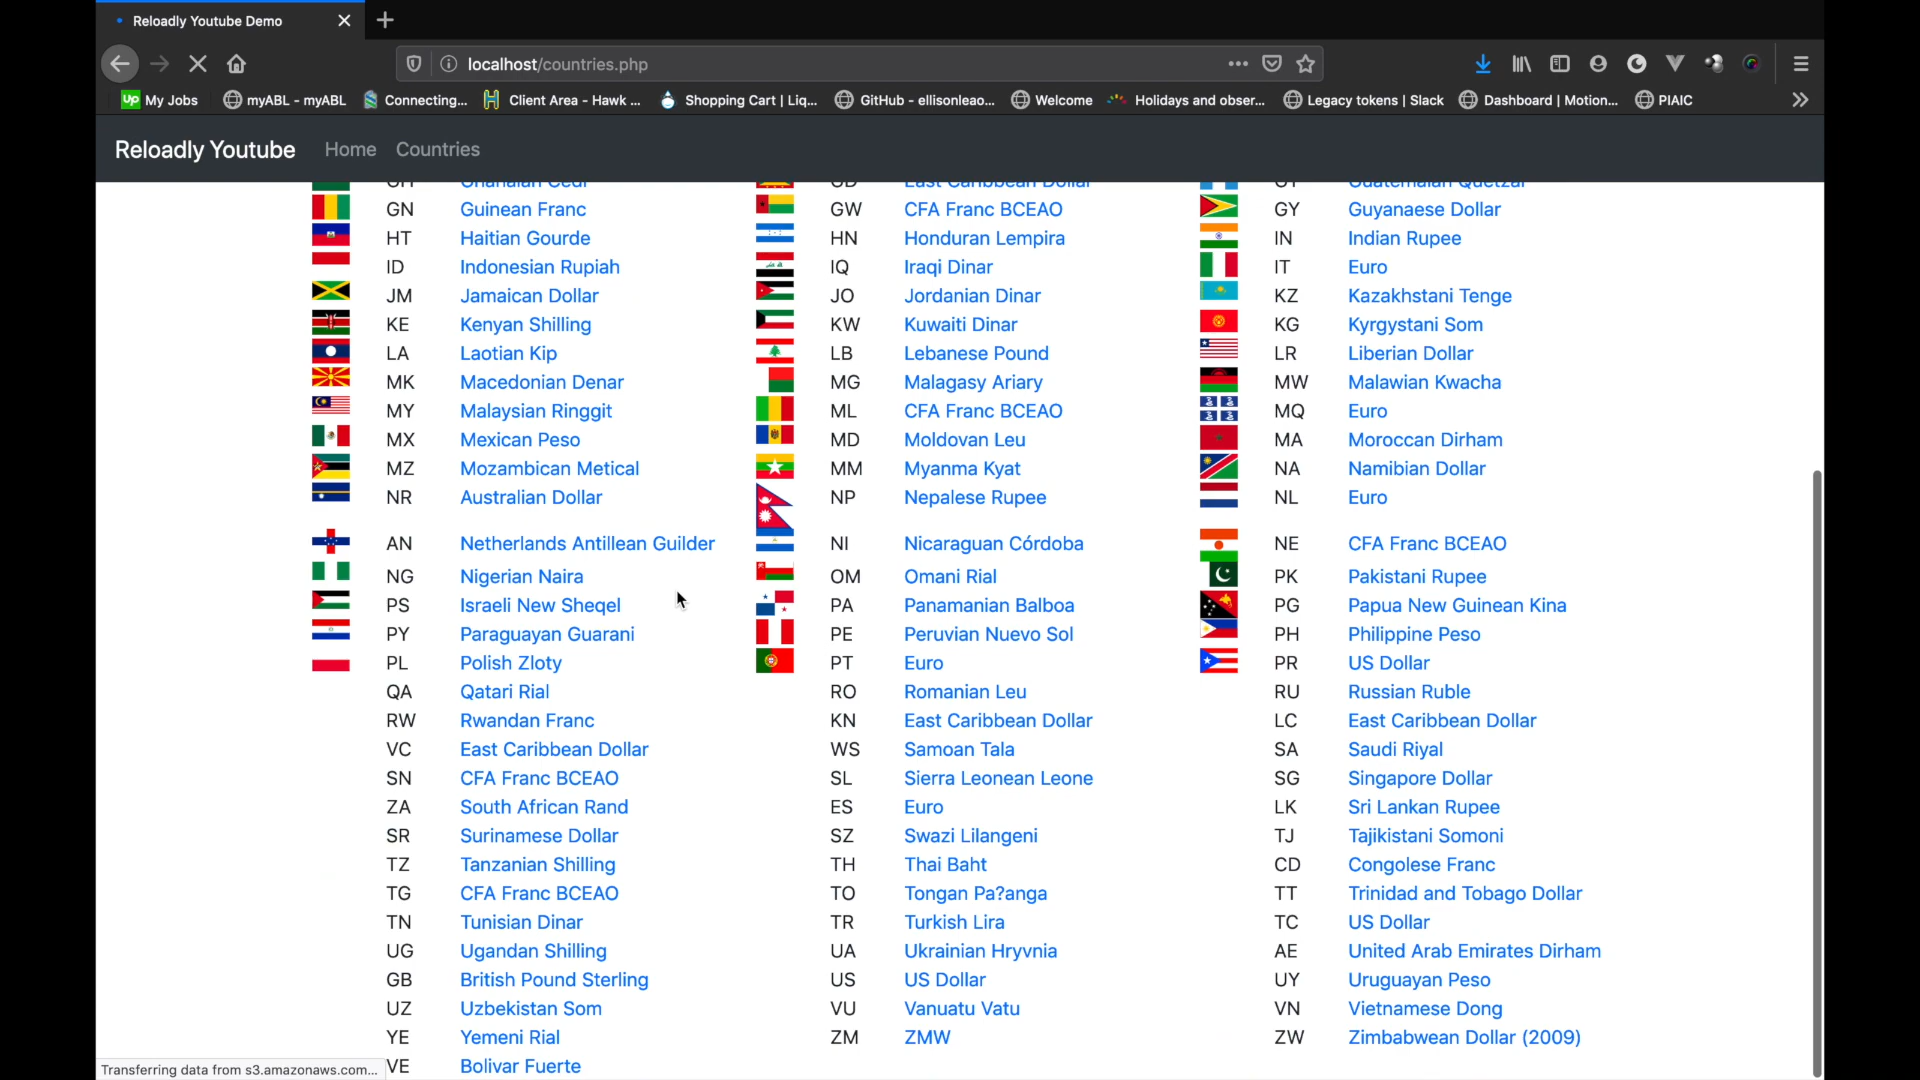 Reloadly Youtube Demo
localhost/countries.php
My Jobs myABL - myABL Connecting... Client Area - Hawk ... Shopping Cart | Liq... GitHub - ellisonleao... Welcome Holidays and obser... Legacy tokens | Slack Dashboard | Motion... PIAIC
Reloadly Youtube Home Countries
GH Ghanaian Cedi GD East Caribbean Dollar GT Guatemalan Quetzal
GN Guinean Franc GW CFA Franc BCEAO GY Guyanaese Dollar
HT Haitian Gourde HN Honduran Lempira IN Indian Rupee
ID Indonesian Rupiah IQ Iraqi Dinar IT Euro
JM Jamaican Dollar JO Jordanian Dinar KZ Kazakhstani Tenge
KE Kenyan Shilling KW Kuwaiti Dinar KG Kyrgystani Som
LA Laotian Kip LB Lebanese Pound LR Liberian Dollar
MK Macedonian Denar MG Malagasy Ariary MW Malawian Kwacha
MY Malaysian Ringgit ML CFA Franc BCEAO MQ Euro
MX Mexican Peso MD Moldovan Leu MA Moroccan Dirham
MZ Mozambican Metical MM Myanma Kyat NA Namibian Dollar
NR Australian Dollar NP Nepalese Rupee NL Euro
AN Netherlands Antillean Guilder NI Nicaraguan Córdoba NE CFA Franc BCEAO
NG Nigerian Naira OM Omani Rial PK Pakistani Rupee
PS Israeli New Sheqel PA Panamanian Balboa PG Papua New Guinean Kina
PY Paraguayan Guarani PE Peruvian Nuevo Sol PH Philippine Peso
PL Polish Zloty PT Euro PR US Dollar
QA Qatari Rial RO Romanian Leu RU Russian Ruble
RW Rwandan Franc KN East Caribbean Dollar LC East Caribbean Dollar
VC East Caribbean Dollar WS Samoan Tala SA Saudi Riyal
SN CFA Franc BCEAO SL Sierra Leonean Leone SG Singapore Dollar
ZA South African Rand ES Euro LK Sri Lankan Rupee
SR Surinamese Dollar SZ Swazi Lilangeni TJ Tajikistani Somoni
TZ Tanzanian Shilling TH Thai Baht CD Congolese Franc
TG CFA Franc BCEAO TO Tongan Pa?anga TT Trinidad and Tobago Dollar
TN Tunisian Dinar TR Turkish Lira TC US Dollar
UG Ugandan Shilling UA Ukrainian Hryvnia AE United Arab Emirates Dirham
GB British Pound Sterling US US Dollar UY Uruguayan Peso
UZ Uzbekistan Som VU Vanuatu Vatu VN Vietnamese Dong
YE Yemeni Rial ZM ZMW ZW Zimbabwean Dollar (2009)
VE Bolivar Fuerte
Transferring data from s3.amazonaws.com...